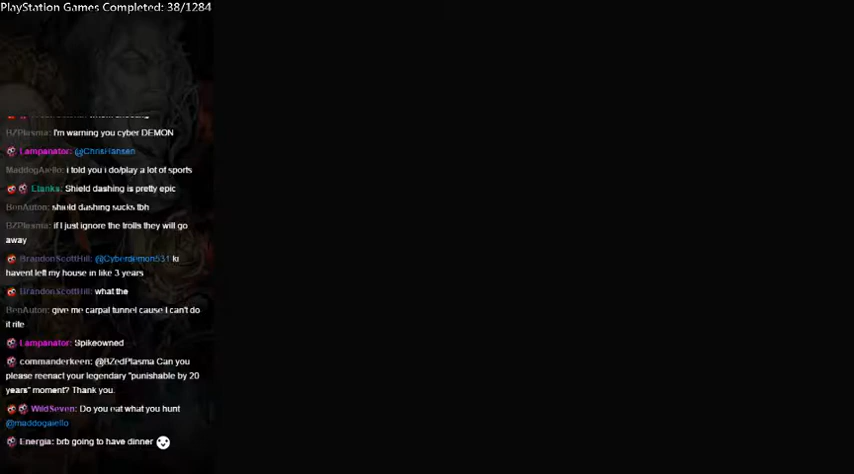 PlayStation Games Completed: 38/1284
BZPlasma: I'm warning you cyber DEMON
Lampanator: @ChrisHansen
MaddogAiello: i told you i do/play a lot of sports
Elanks: Shield dashing is pretty epic
BenAuton: shield dashing sucks tbh
BZPlasma: if I just ignore the trolls they will go
away
BrandonScottHill: @Cyberdemon531 ki
havent left my house in like 3 years
BrandonScottHill: what the
BenAuton: give me carpal tunnel cause I can't do
it rite
Lampanator: Spikeowned
commanderkeen: @BZedPlasma Can you
please reenact your legendary "punishable by 20
years" moment? Thank you.
WildSeven: Do you eat what you hunt
@maddogaiello
Energia: brb going to have dinner